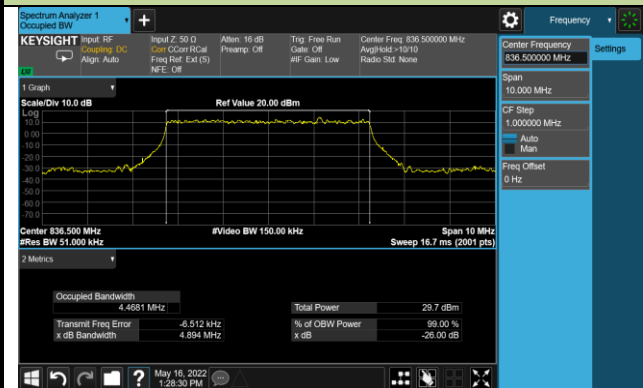 Spectrum Analyzer 1
Occupied BW
Frequency
KEYSIGHT
Input: RF
Coupling: DC
Align: Auto
Input Z: 50 Ω
Corr CCorr RCal
Freq Ref: Ext (S)
NFE: Off
Atten: 16 dB
Preamp: Off
Trig: Free Run
Gate: Off
#IF Gain: Low
Center Freq: 836.500000 MHz
Avg|Hold:>10/10
Radio Std: None
Center Frequency
836.500000 MHz
Settings
Span
10.000 MHz
CF Step
1.000000 MHz
Auto
Man
Freq Offset
0 Hz
1 Graph
Scale/Div 10.0 dB
Ref Value 20.00 dBm
Log
10.0
0.00
-10.0
-20.0
-30.0
-40.0
-50.0
-60.0
-70.0
Center 836.500 MHz
#Video BW 150.00 kHz
Span 10 MHz
#Res BW 51.000 kHz
Sweep 16.7 ms (2001 pts)
2 Metrics
Occupied Bandwidth
4.4681 MHz
Total Power
29.7 dBm
Transmit Freq Error
-6.512 kHz
% of OBW Power
99.00 %
x dB Bandwidth
4.894 MHz
x dB
-26.00 dB
?
May 16, 2022
1:28:30 PM